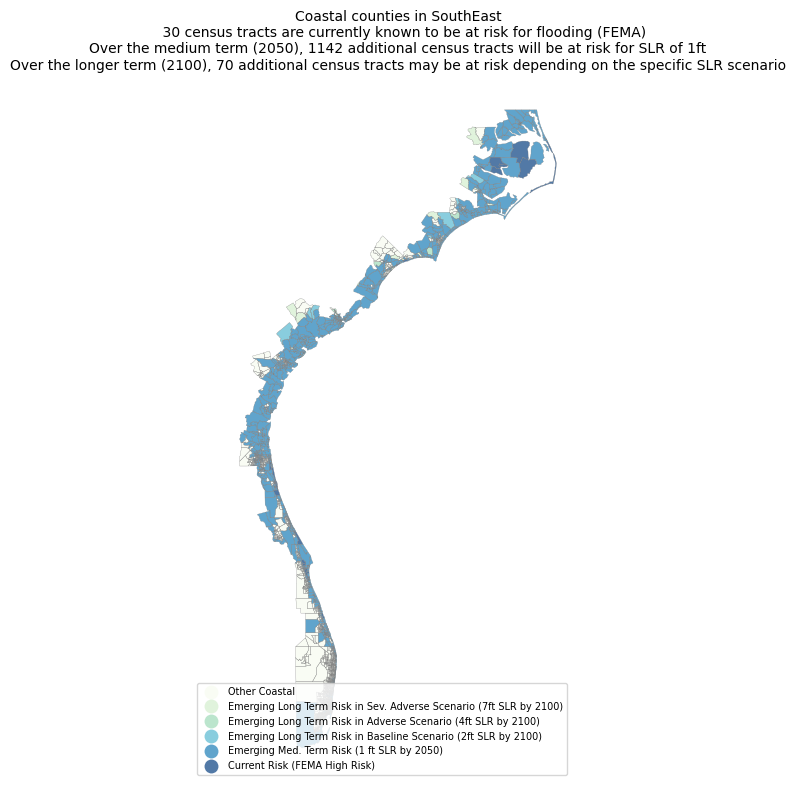 Coastal counties in SouthEast
30 census tracts are currently known to be at risk for flooding (FEMA)
Over the medium term (2050), 1142 additional census tracts will be at risk for SLR of 1ft
Over the longer term (2100), 70 additional census tracts may be at risk depending on the specific SLR scenario
Other Coastal
Emerging Long Term Risk in Sev. Adverse Scenario (7ft SLR by 2100)
Emerging Long Term Risk in Adverse Scenario (4ft SLR by 2100)
Emerging Long Term Risk in Baseline Scenario (2ft SLR by 2100)
Emerging Med. Term Risk (1 ft SLR by 2050)
Current Risk (FEMA High Risk)